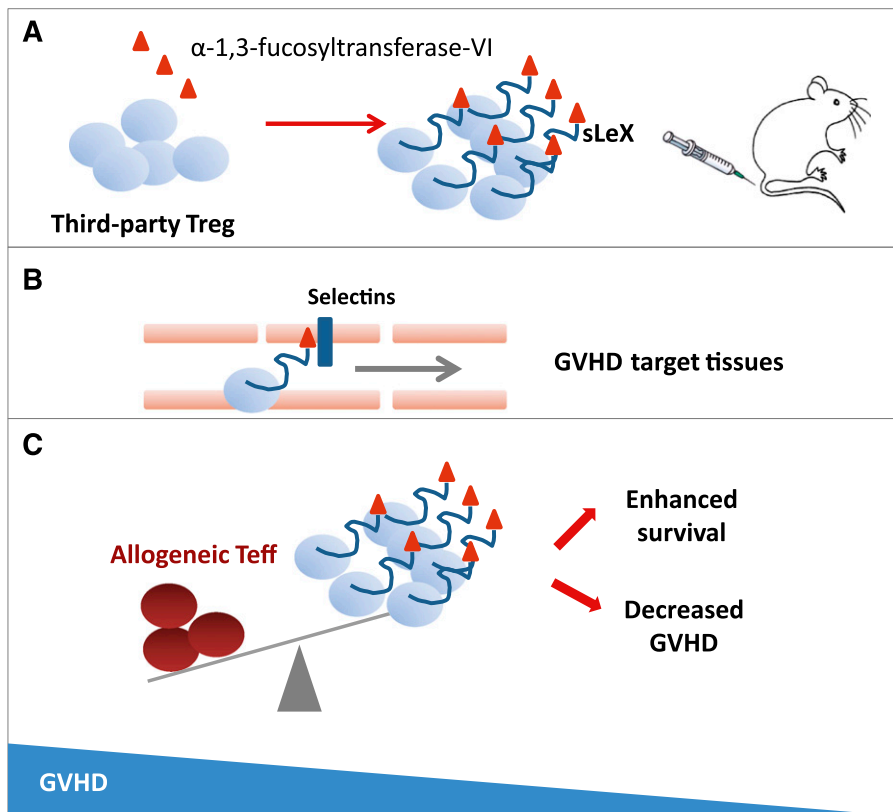 A
α-1,3-fucosyltransferase-VI
sLeX
Third-party Treg
B
Selectins
GVHD target tissues
C
Enhanced
survival
Allogeneic Teff
Decreased
GVHD
GVHD